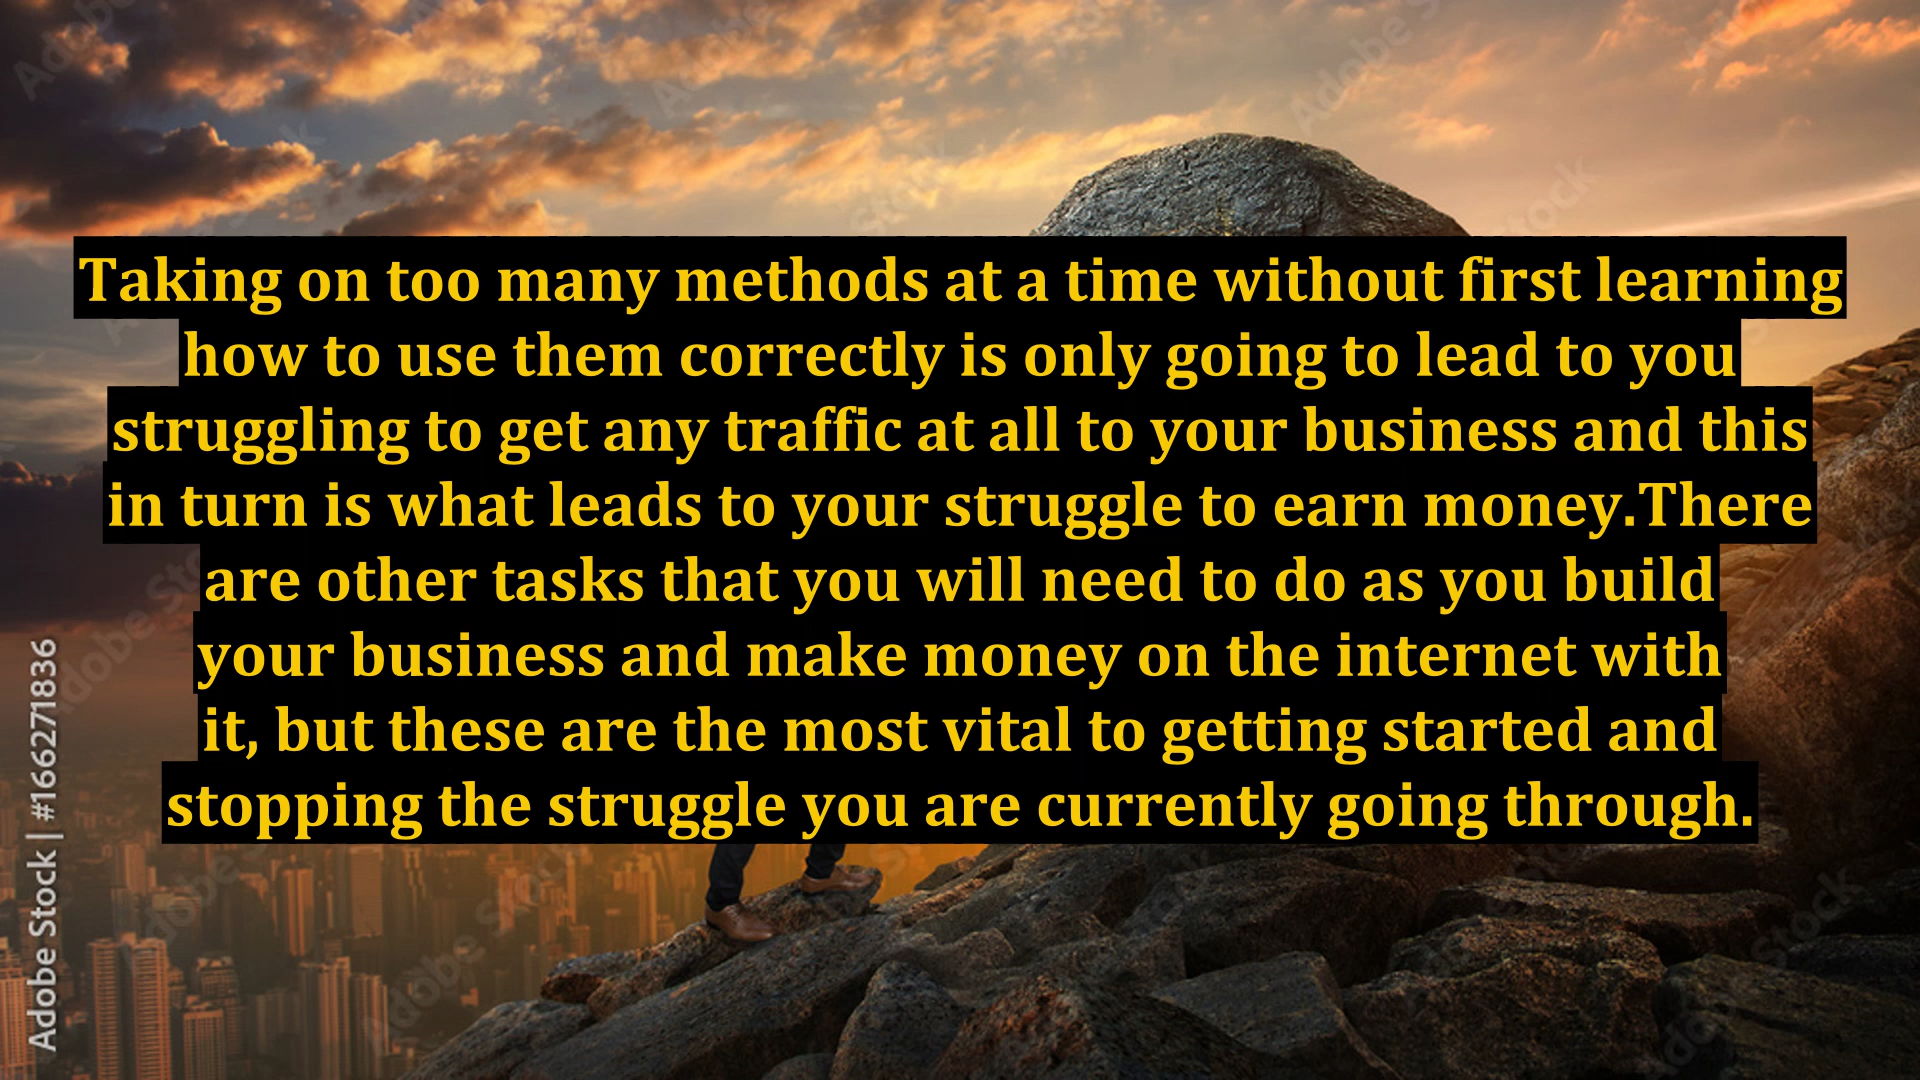 Taking on too many methods at a time without first learning
how to use them correctly is only going to lead to you
struggling to get any traffic at all to your business and this
in turn is what leads to your struggle to earn money.There
are other tasks that you will need to do as you build
your business and make money on the internet with
it, but these are the most vital to getting started and
stopping the struggle you are currently going through.
Adobe Stock | #166271836